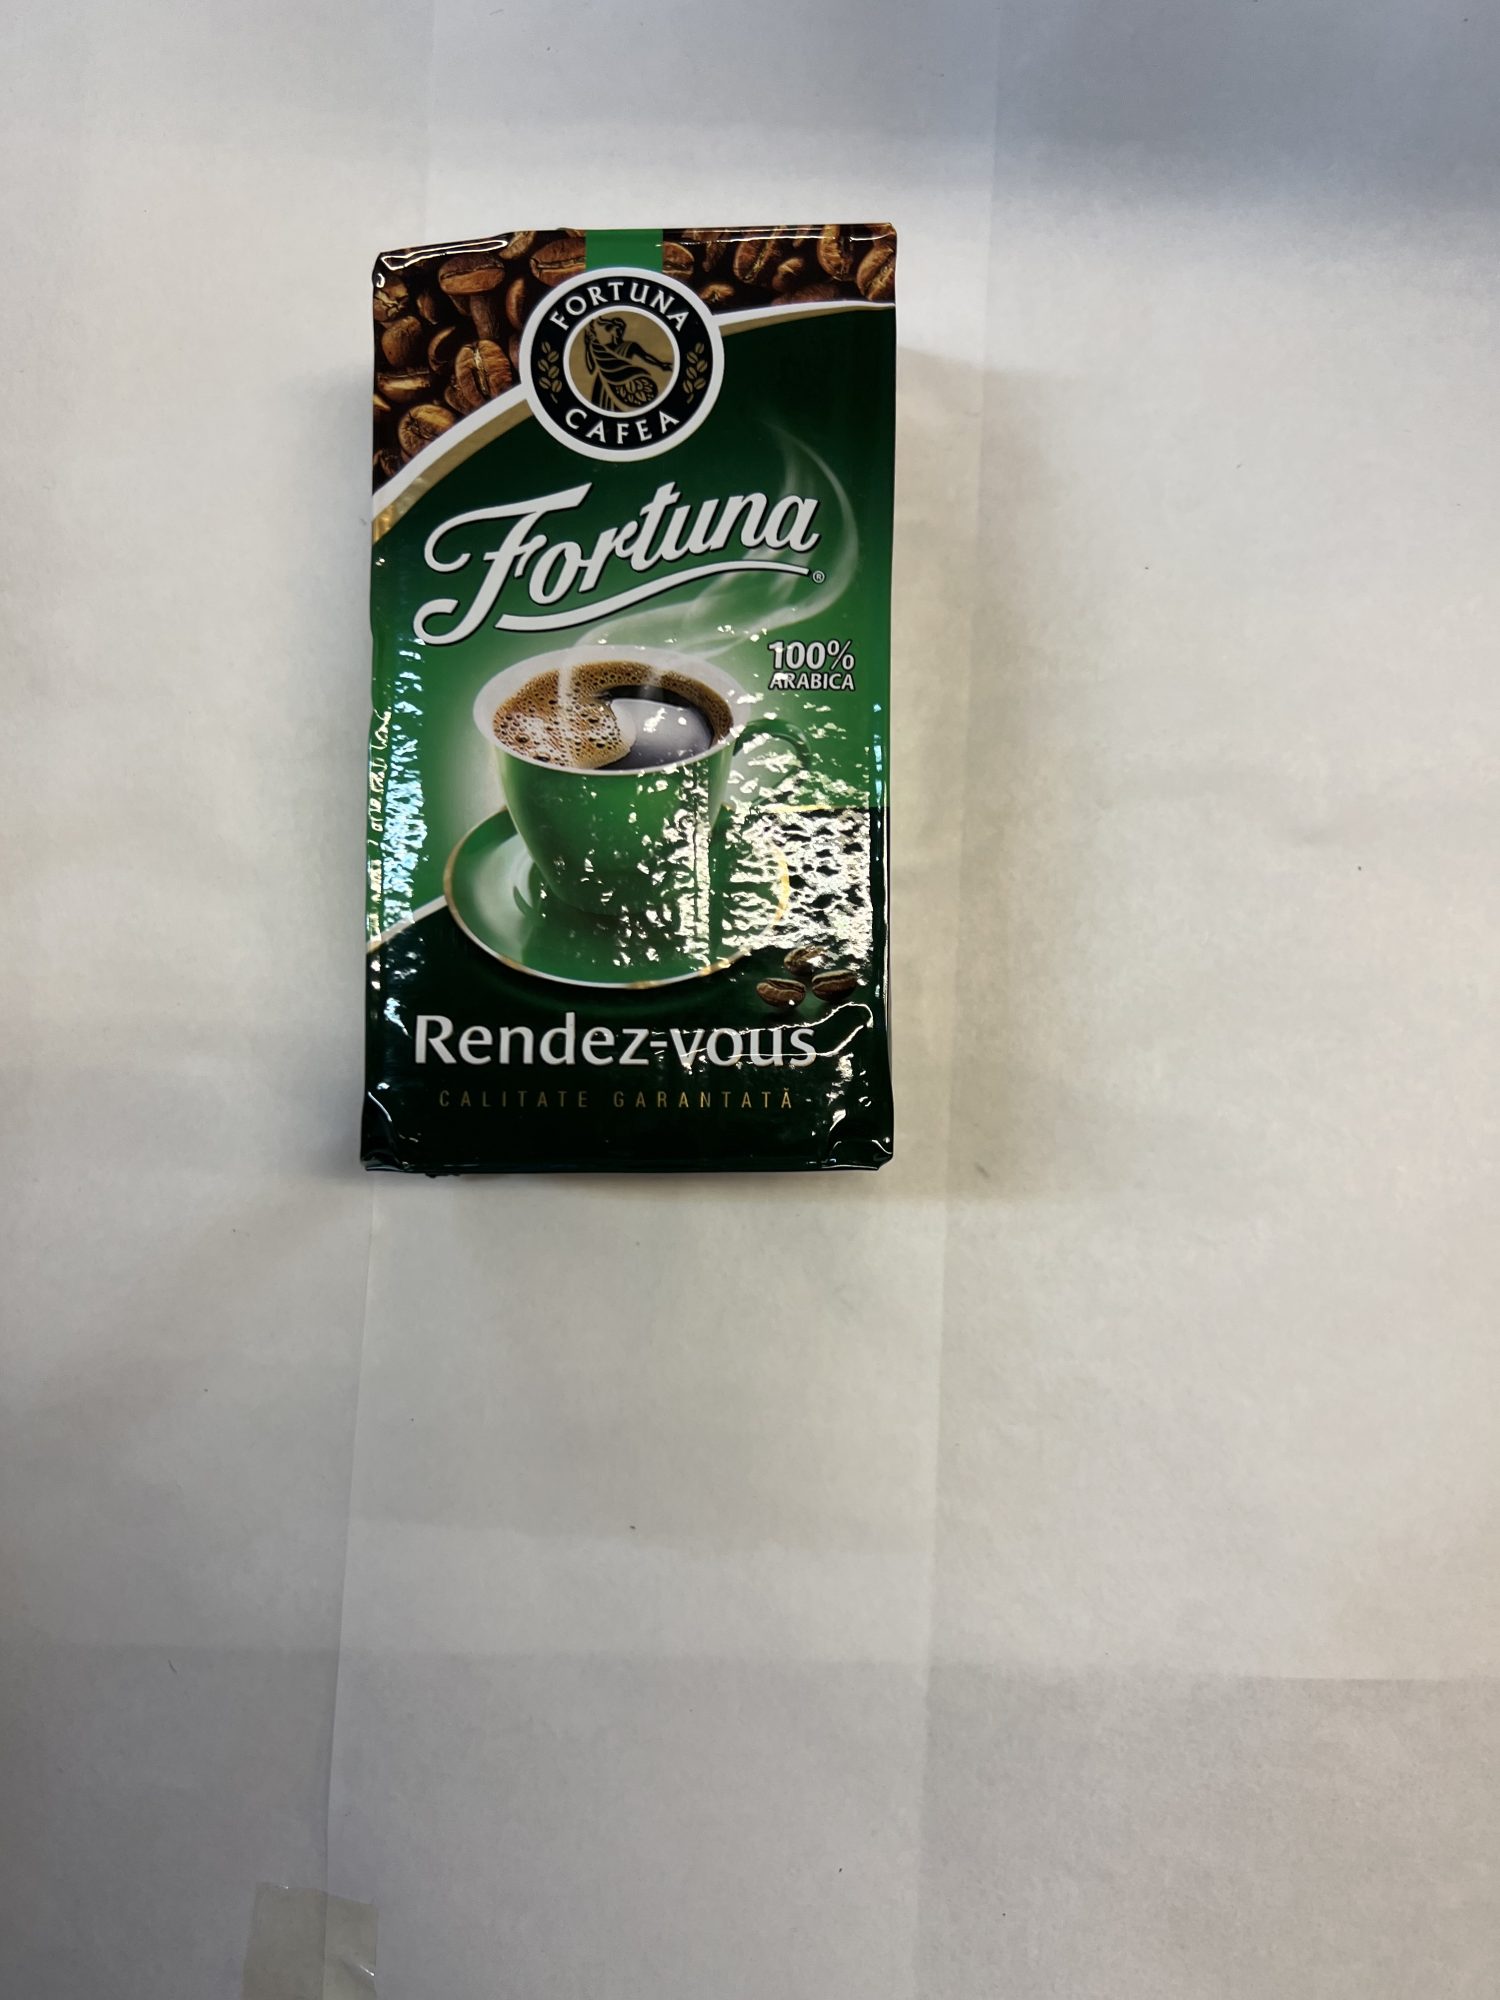 FORTUNA
CAFEA
Fortuna®
100%
ARABICA
Rendez-vous
CALITATE GARANTATĂ